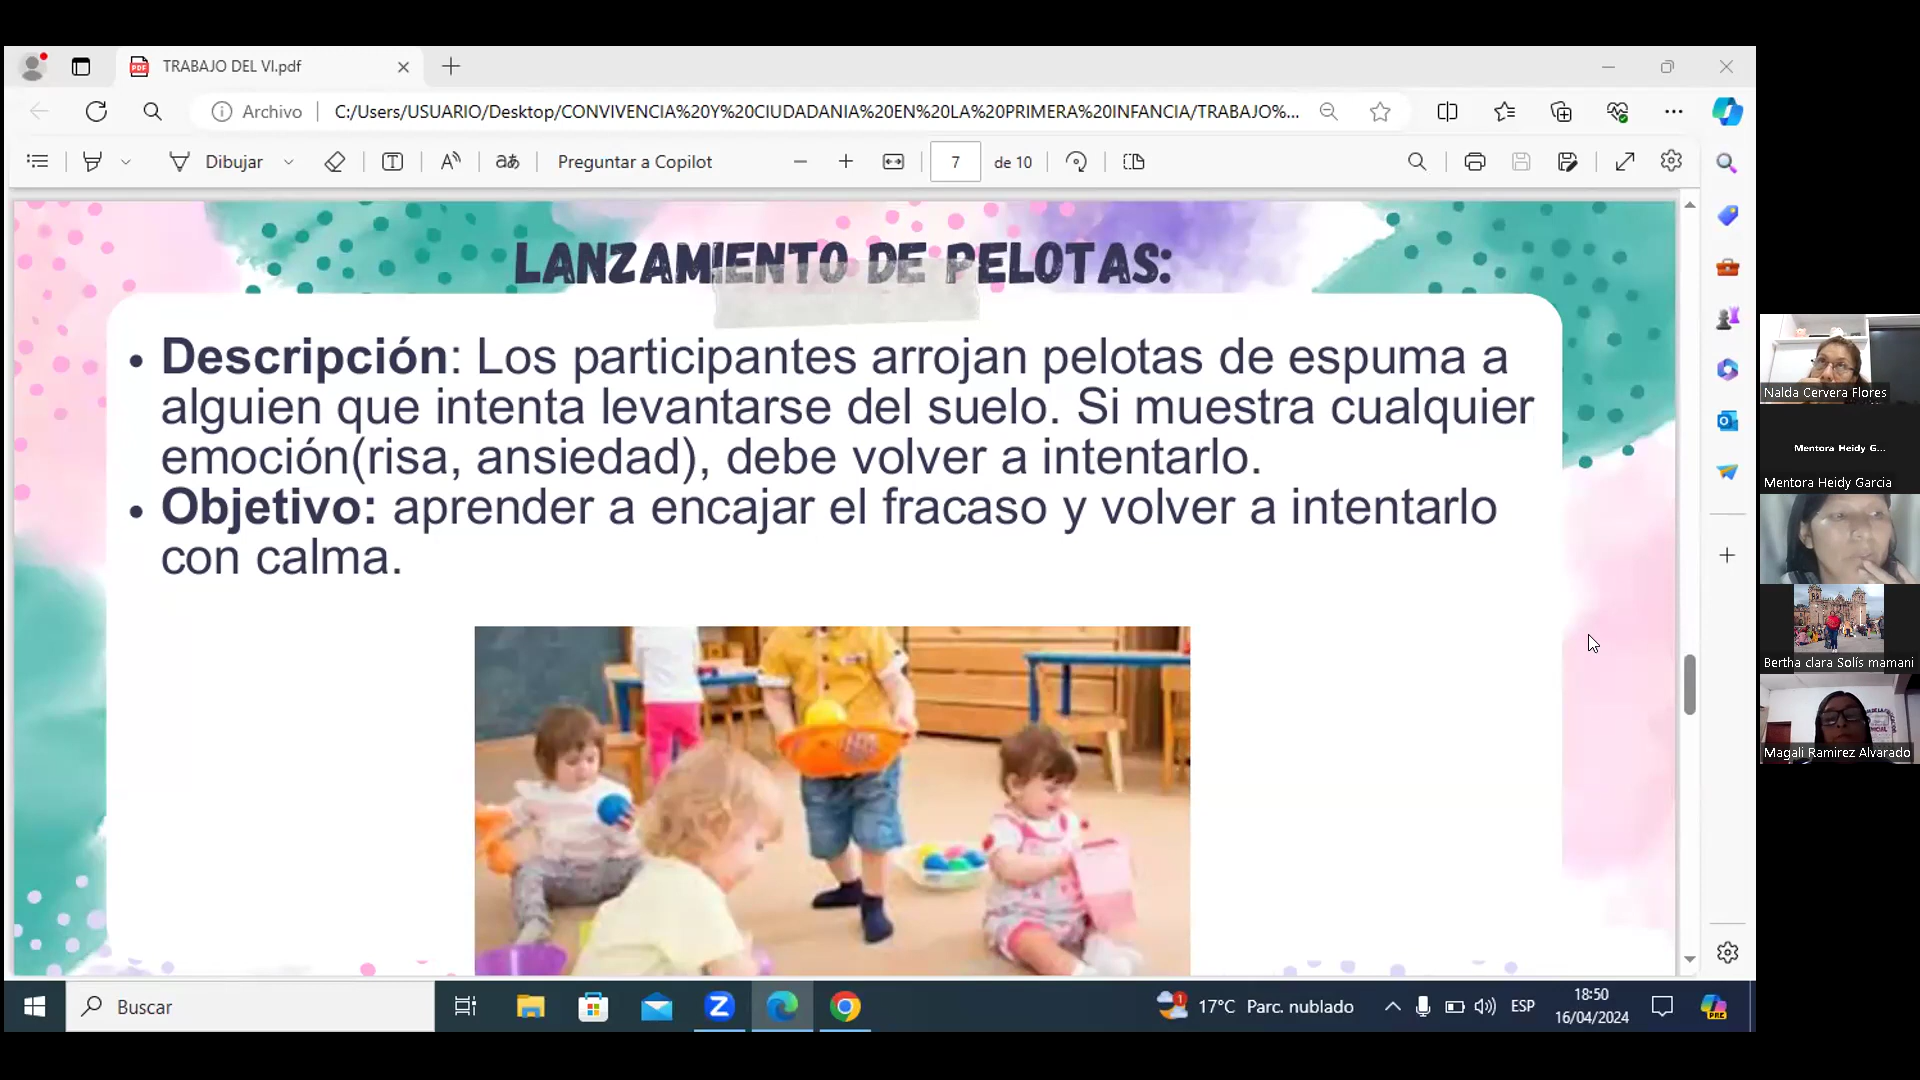 TRABAJO DEL VI.pdf
Archivo
C:/Users/USUARIO/Desktop/CONVIVENCIA%20Y%20CIUDADANIA%20EN%20LA%20PRIMERA%20INFANCIA/TRABAJO%...
Dibujar
Preguntar a Copilot
7 de 10
LANZAMIENTO DE PELOTAS:
• Descripción: Los participantes arrojan pelotas de espuma a
alguien que intenta levantarse del suelo. Si muestra cualquier
emoción(risa, ansiedad), debe volver a intentarlo.
• Objetivo: aprender a encajar el fracaso y volver a intentarlo
con calma.
Nalda Cervera Flores
Mentora Heidy G...
Mentora Heidy Garcia
Bertha clara Solís mamani
Magali Ramirez Alvarado
Buscar
17°C Parc. nublado
ESP
18:50
16/04/2024